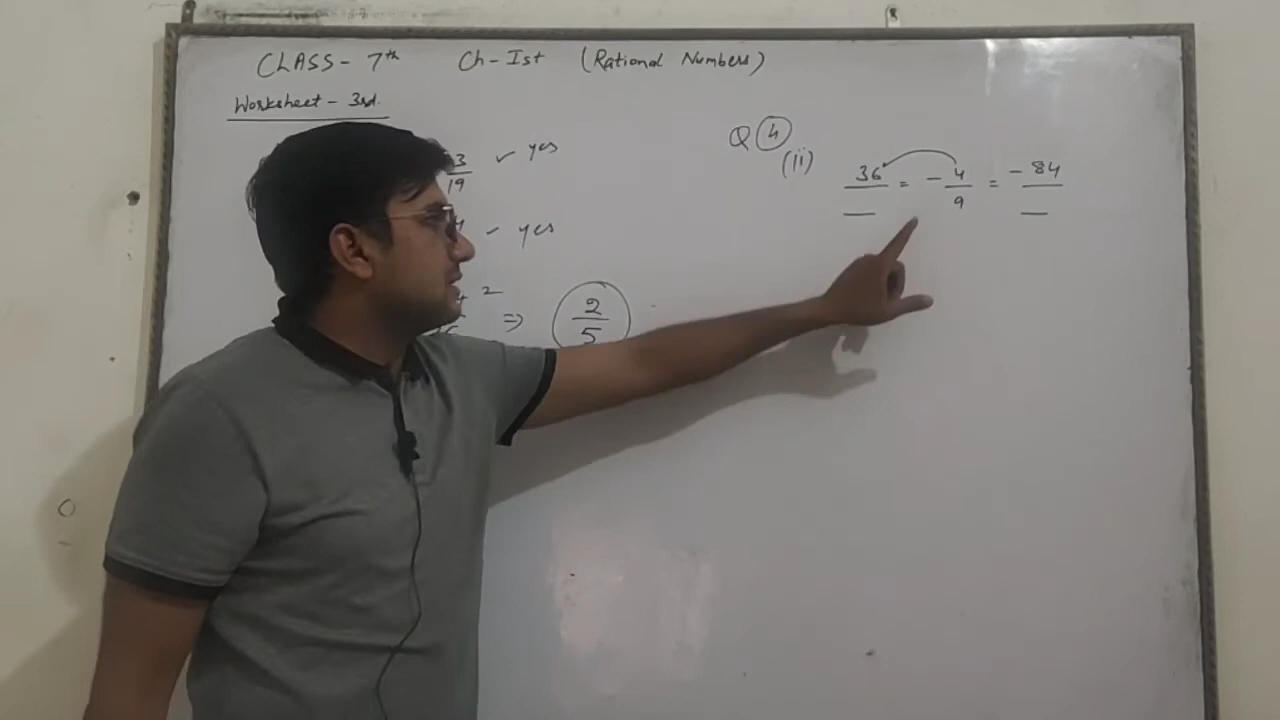 CLASS - 7th Ch - Ist (Rational Numbers)
Worksheet - 3rd.
3/19 ✓ yes
✓ yes
2 ⇒ 2/5
Q 4
(ii) 36/__ = -4/9 = -84/__